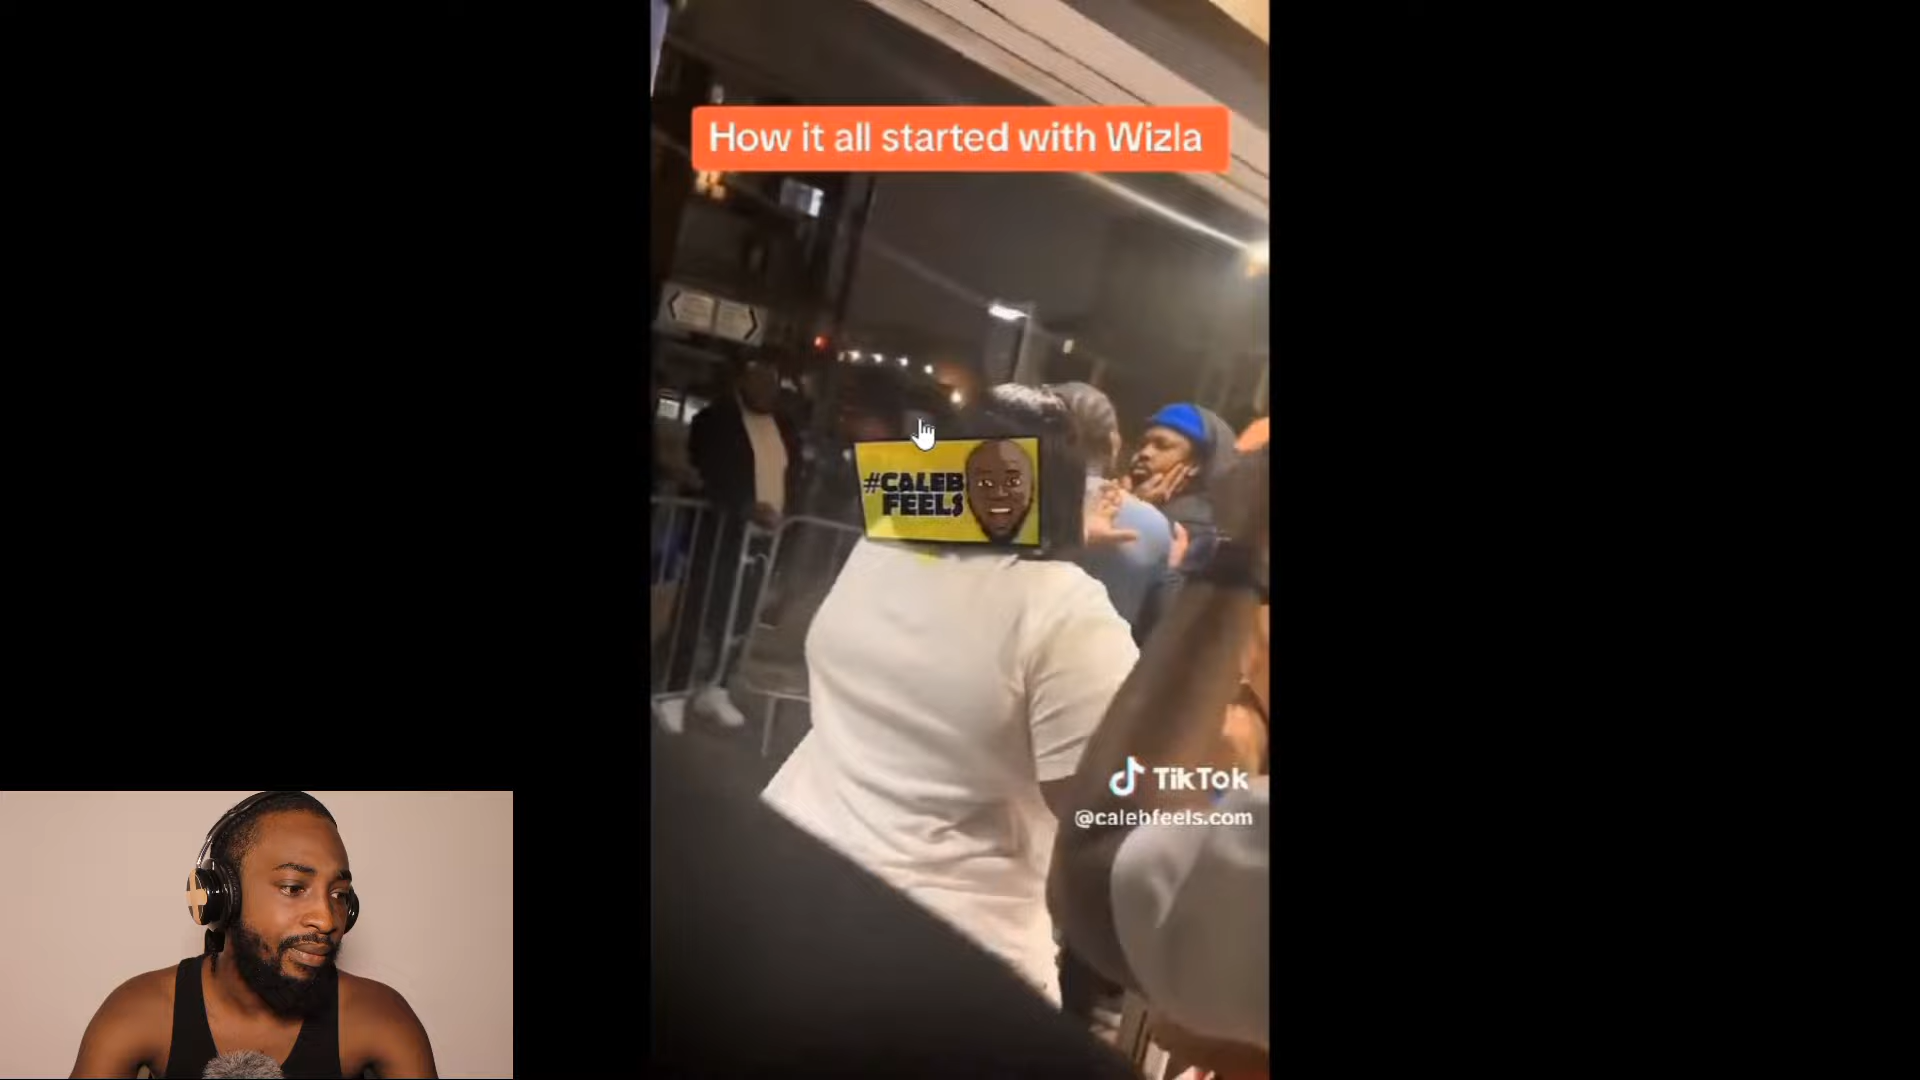 How it all started with Wizla
#CALEB
FEELS
TikTok
@calebfeels.com